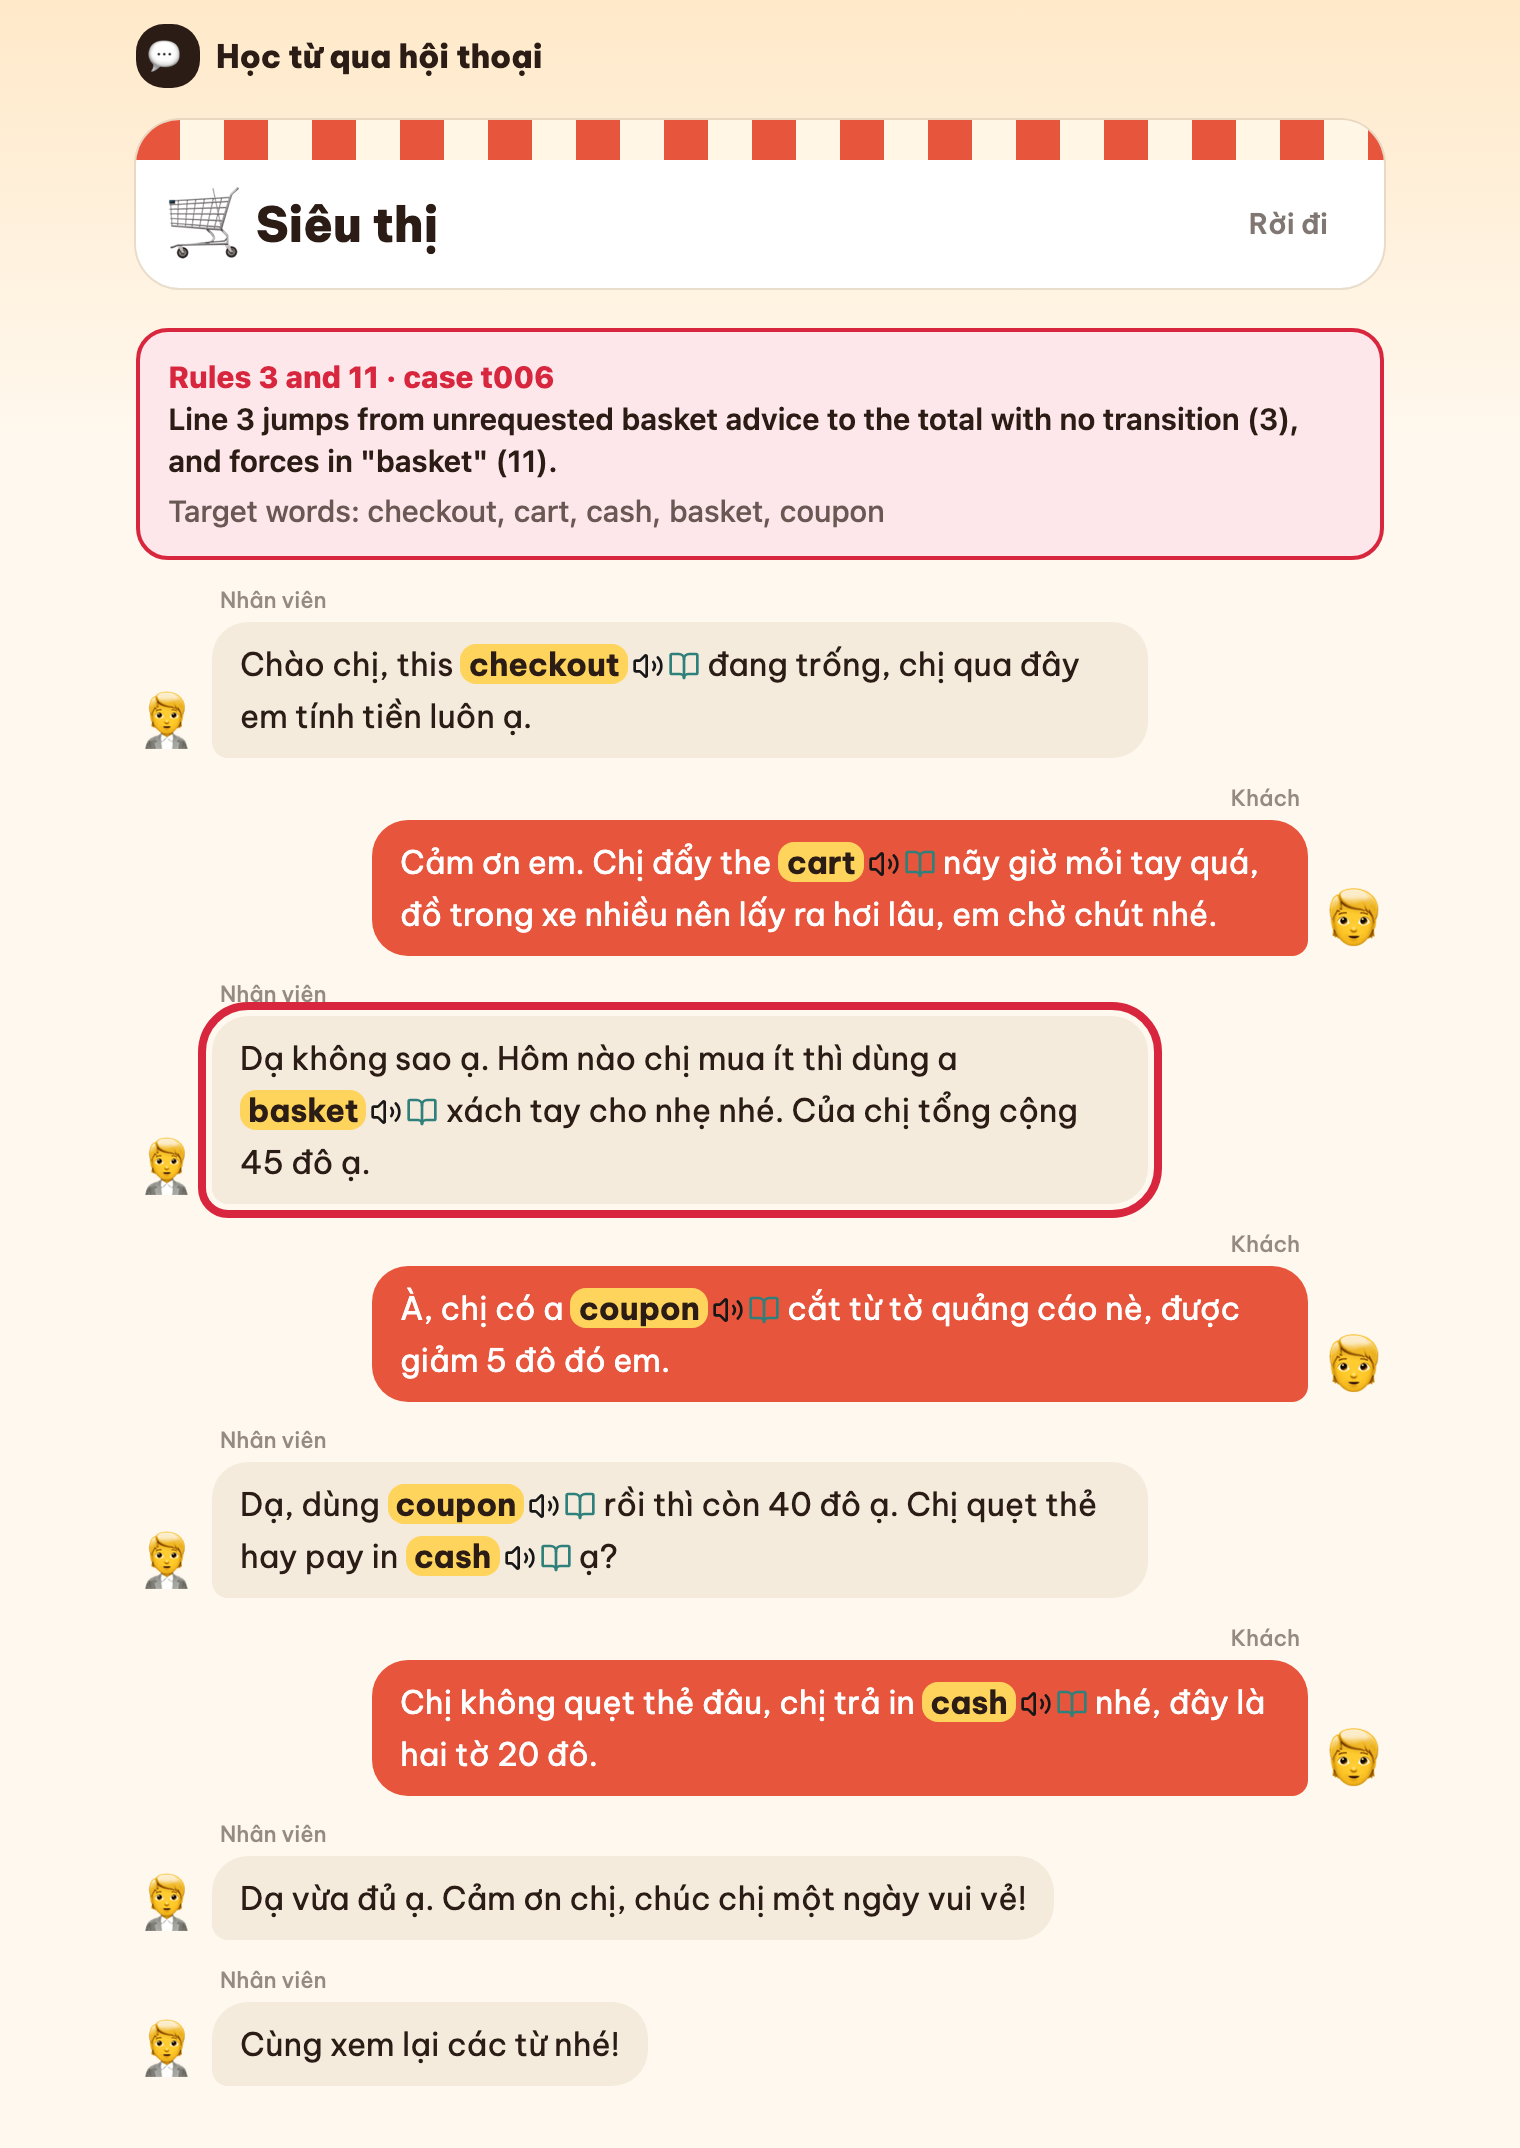 Học từ qua hội thoại
Siêu thị
Rời đi
Rules 3 and 11 · case t006
Line 3 jumps from unrequested basket advice to the total with no transition (3),
and forces in "basket" (11).
Target words: checkout, cart, cash, basket, coupon
Nhân viên
Chào chị, this checkout đang trống, chị qua đây
em tính tiền luôn ạ.
Khách
Cảm ơn em. Chị đẩy the cart nãy giờ mỏi tay quá,
đồ trong xe nhiều nên lấy ra hơi lâu, em chờ chút nhé.
Nhân viên
Dạ không sao ạ. Hôm nào chị mua ít thì dùng a
basket xách tay cho nhẹ nhé. Của chị tổng cộng
45 đô ạ.
Khách
À, chị có a coupon cắt từ tờ quảng cáo nè, được
giảm 5 đô đó em.
Nhân viên
Dạ, dùng coupon rồi thì còn 40 đô ạ. Chị quẹt thẻ
hay pay in cash ạ?
Khách
Chị không quẹt thẻ đâu, chị trả in cash nhé, đây là
hai tờ 20 đô.
Nhân viên
Dạ vừa đủ ạ. Cảm ơn chị, chúc chị một ngày vui vẻ!
Nhân viên
Cùng xem lại các từ nhé!